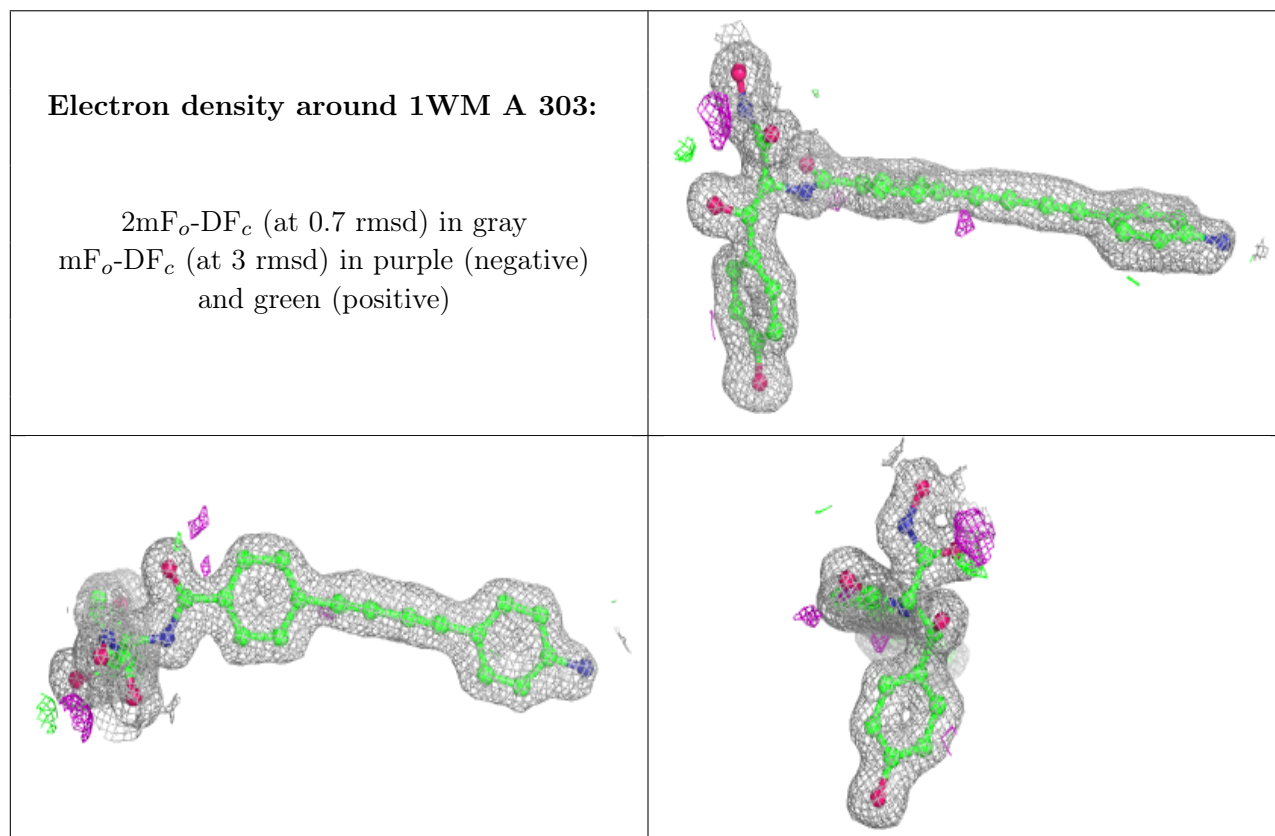 Electron density around 1WM A 303:
2mFo-DFc (at 0.7 rmsd) in gray
mFo-DFc (at 3 rmsd) in purple (negative)
and green (positive)